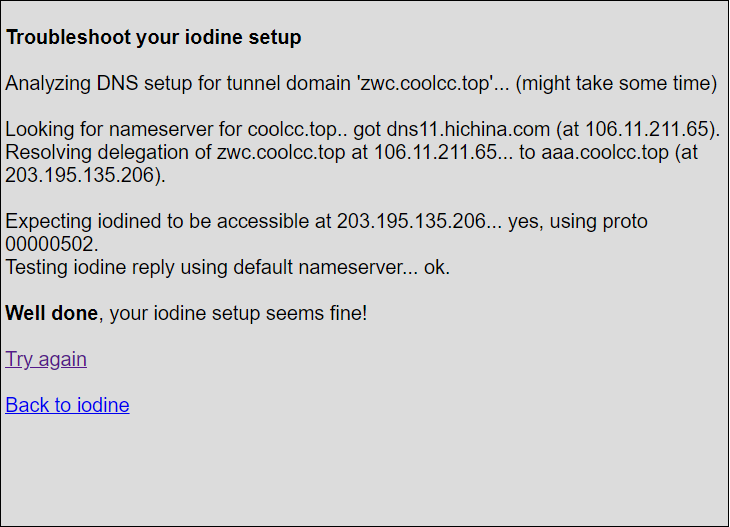 Troubleshoot your iodine setup
Analyzing DNS setup for tunnel domain 'zwc.coolcc.top'... (might take some time)
Looking for nameserver for coolcc.top.. got dns11.hichina.com (at 106.11.211.65).
Resolving delegation of zwc.coolcc.top at 106.11.211.65... to aaa.coolcc.top (at
203.195.135.206).
Expecting iodined to be accessible at 203.195.135.206... yes, using proto
00000502.
Testing iodine reply using default nameserver... ok.
Well done, your iodine setup seems fine!
Try again
Back to iodine